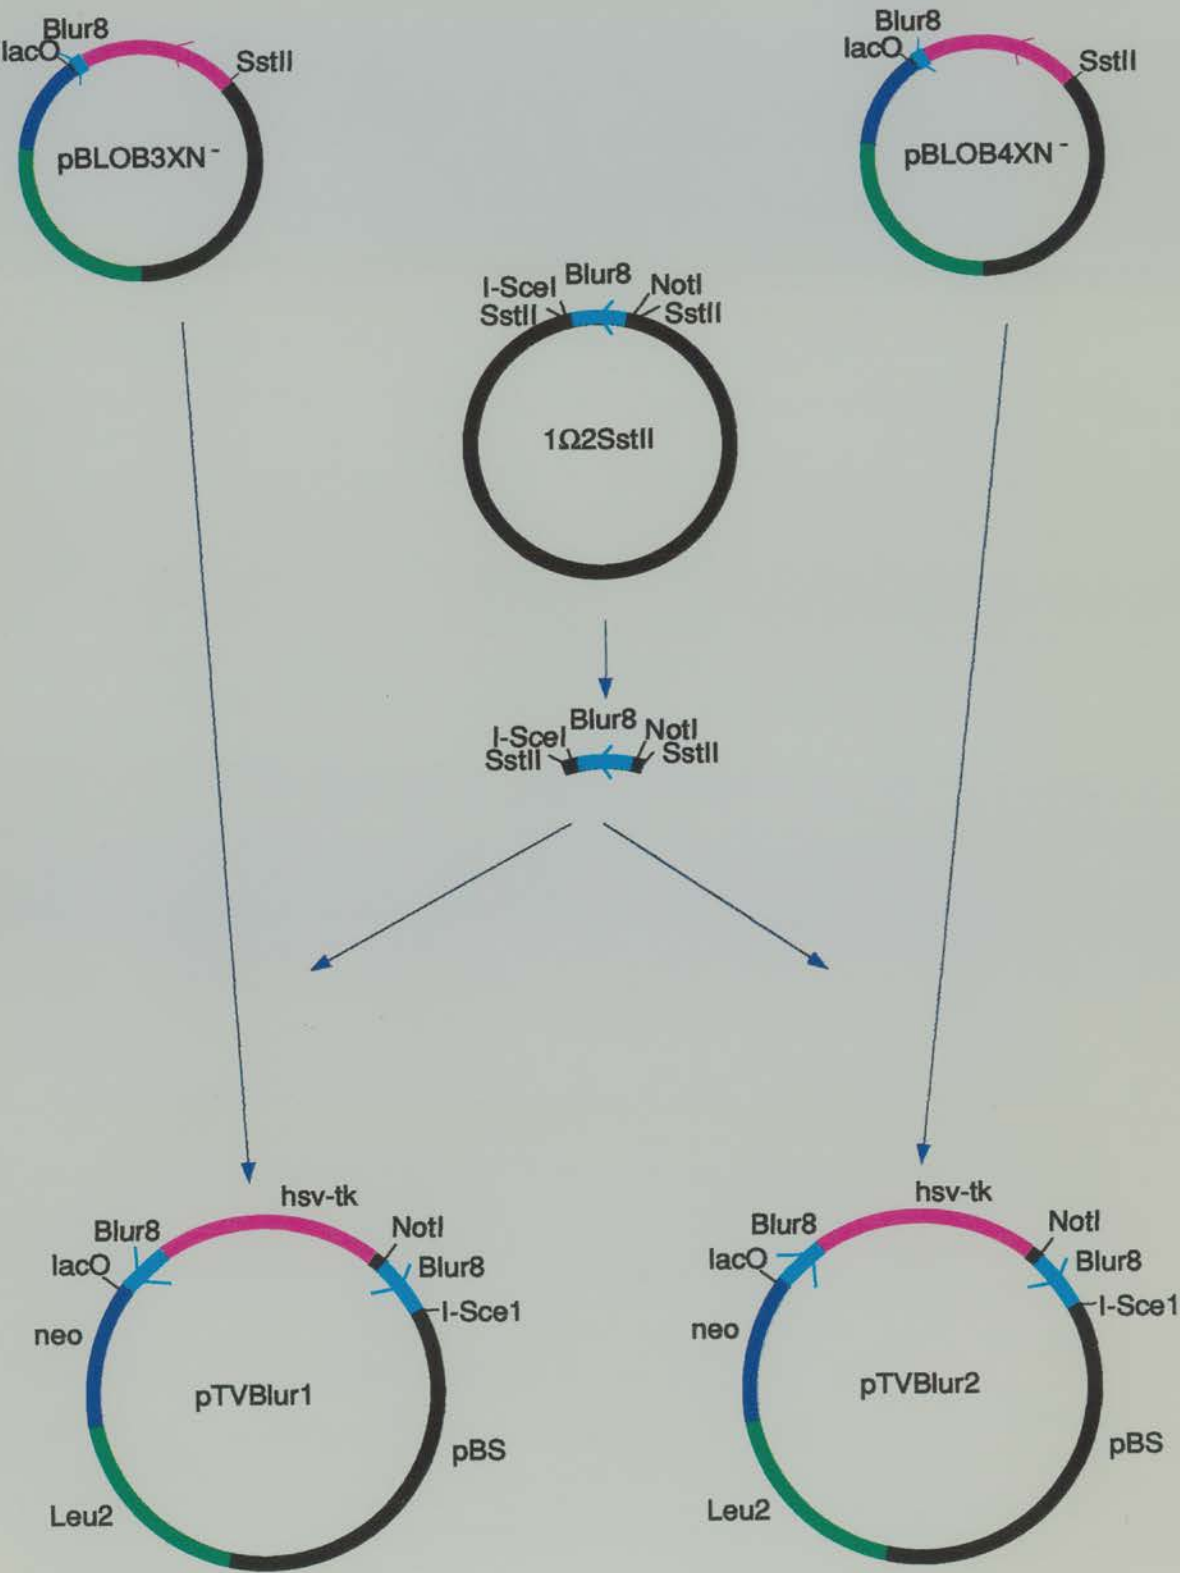 Blur8
lacO
SstII
pBLOB3XN -
Blur8
lacO
SstII
pBLOB4XN -
Blur8
I-SceI
NotI
SstII
SstII
1Ω2SstII
Blur8
I-SceI
NotI
SstII
SstII
hsv-tk
Blur8
NotI
lacO
Blur8
I-Sce1
neo
pTVBlur1
pBS
Leu2
hsv-tk
Blur8
NotI
lacO
Blur8
I-Sce1
neo
pTVBlur2
pBS
Leu2